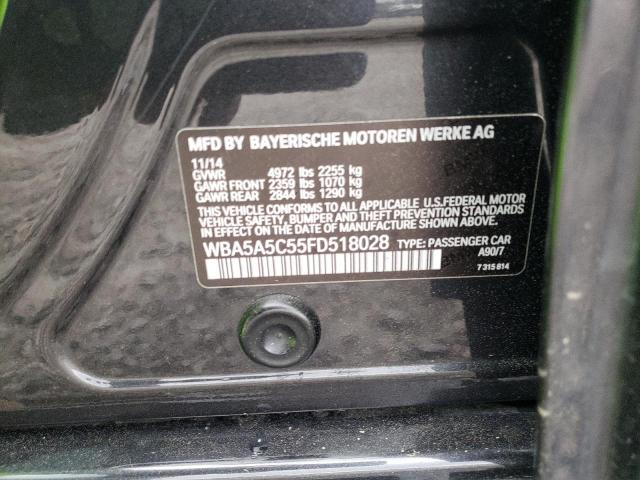 MFD BY BAYERISCHE MOTOREN WERKE AG
11/14
GVWR 4972 lbs 2255 kg
GAWR FRONT 2359 lbs 1070 kg
GAWR REAR 2844 lbs 1290 kg
THIS VEHICLE CONFORMS TO ALL APPLICABLE U.S.FEDERAL MOTOR
VEHICLE SAFETY, BUMPER AND THEFT PREVENTION STANDARDS
IN EFFECT ON THE DATE OF MANUFACTURE SHOWN ABOVE.
WBA5A5C55FD518028 TYPE: PASSENGER CAR
A90/7
7 315 814